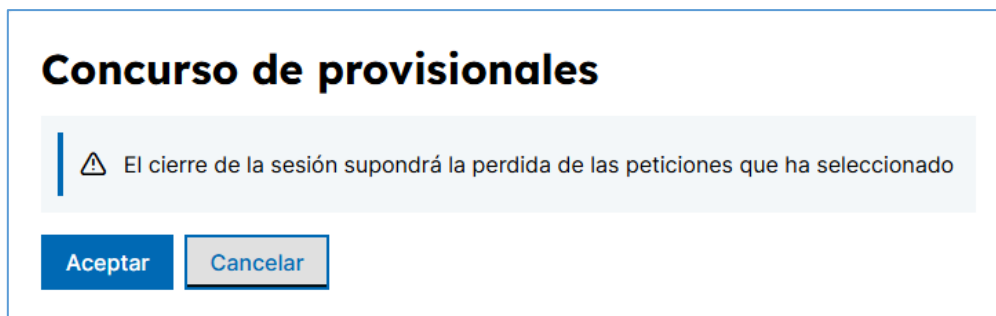 Concurso de provisionales
El cierre de la sesión supondrá la perdida de las peticiones que ha seleccionado
Aceptar Cancelar